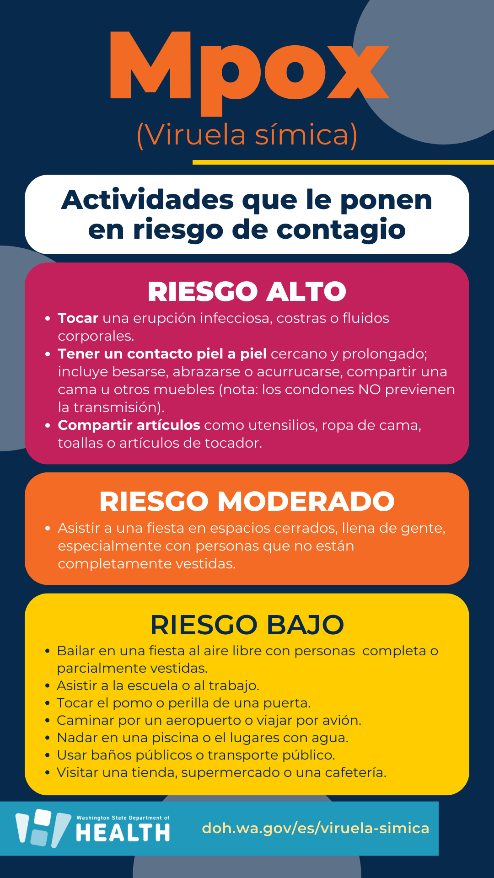 Mpox
(Viruela símica)
Actividades que le ponen
en riesgo de contagio
RIESGO ALTO
• Tocar una erupción infecciosa, costras o fluidos
corporales.
• Tener un contacto piel a piel cercano y prolongado;
incluye besarse, abrazarse o acurrucarse, compartir una
cama u otros muebles (nota: los condones NO previenen
la transmisión).
• Compartir artículos como utensilios, ropa de cama,
toallas o artículos de tocador.
RIESGO MODERADO
• Asistir a una fiesta en espacios cerrados, llena de gente,
especialmente con personas que no están
completamente vestidas.
RIESGO BAJO
• Bailar en una fiesta al aire libre con personas completa o
parcialmente vestidas.
• Asistir a la escuela o al trabajo.
• Tocar el pomo o perilla de una puerta.
• Caminar por un aeropuerto o viajar por avión.
• Nadar en una piscina o el lugares con agua.
• Usar baños públicos o transporte público.
• Visitar una tienda, supermercado o una cafetería.
Washington State Department of
HEALTH
doh.wa.gov/es/viruela-simica